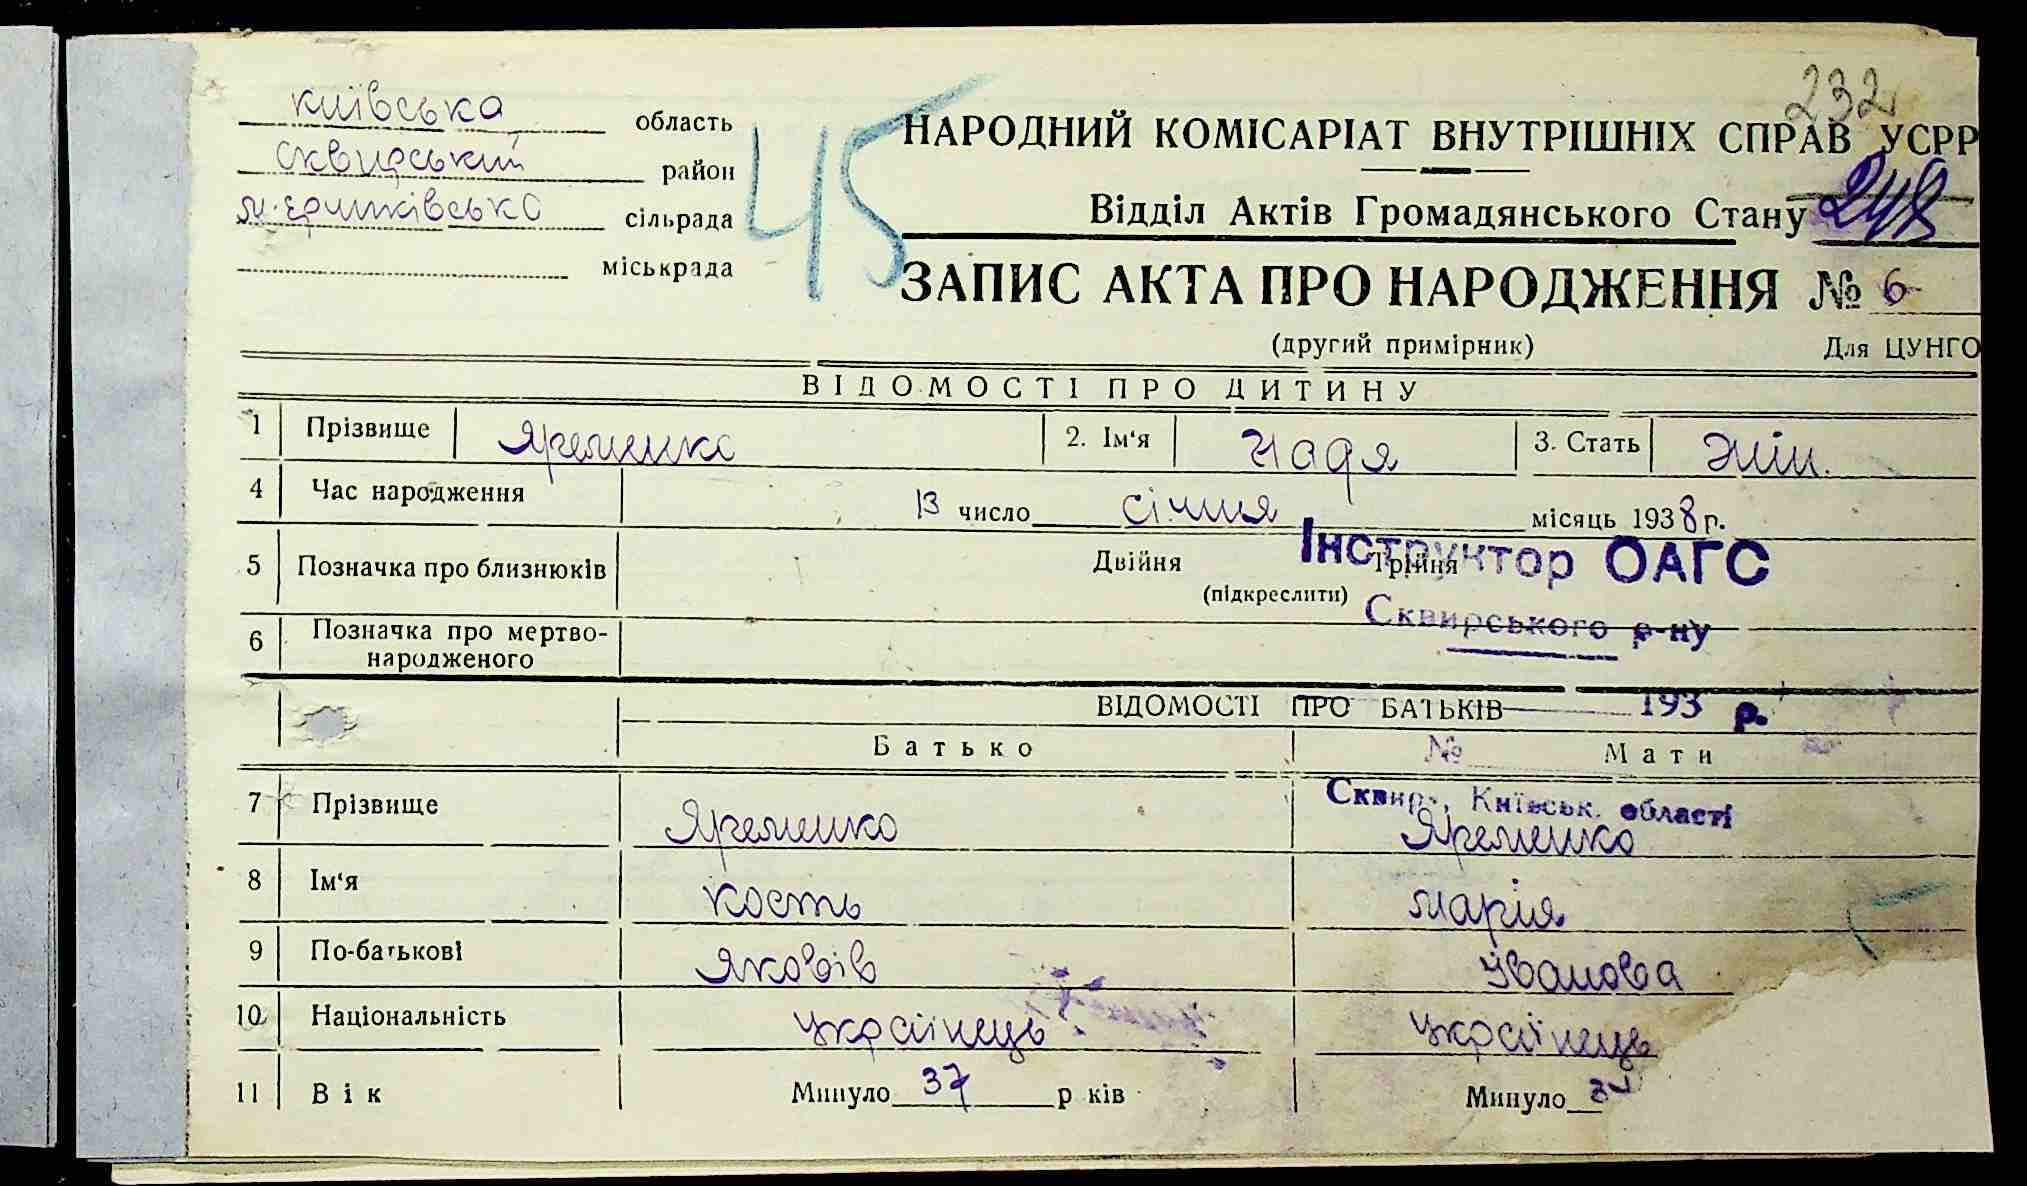 232
київська область
НАРОДНИЙ КОМІСАРІАТ ВНУТРІШНІХ СПРАВ УСРР
сквирський район
45
м. єрчиківська сільрада
Відділ Актів Громадянського Стану 248
міськрада
ЗАПИС АКТА ПРО НАРОДЖЕННЯ № 6
(другий примірник) Для ЦУНГО
ВІДОМОСТІ ПРО ДИТИНУ
1 Прізвище Яременко 2. Ім'я Надя 3. Стать жін.
4 Час народження 13 число січня місяць 1938 р.
Інструктор ОАГС
5 Позначка про близнюків Двійня Трійня
(підкреслити)
Сквирського р-ну
6 Позначка про мертво-
народженого
ВІДОМОСТІ ПРО БАТЬКІВ
193 р.
Батько Мати
№
Сквир, Київськ. області
7 Прізвище Яременко Яременко
8 Ім'я кость марія
9 По-батькові Яковів Іванова
10 Національність українець українець
11 Вік Минуло 37 р ків Минуло